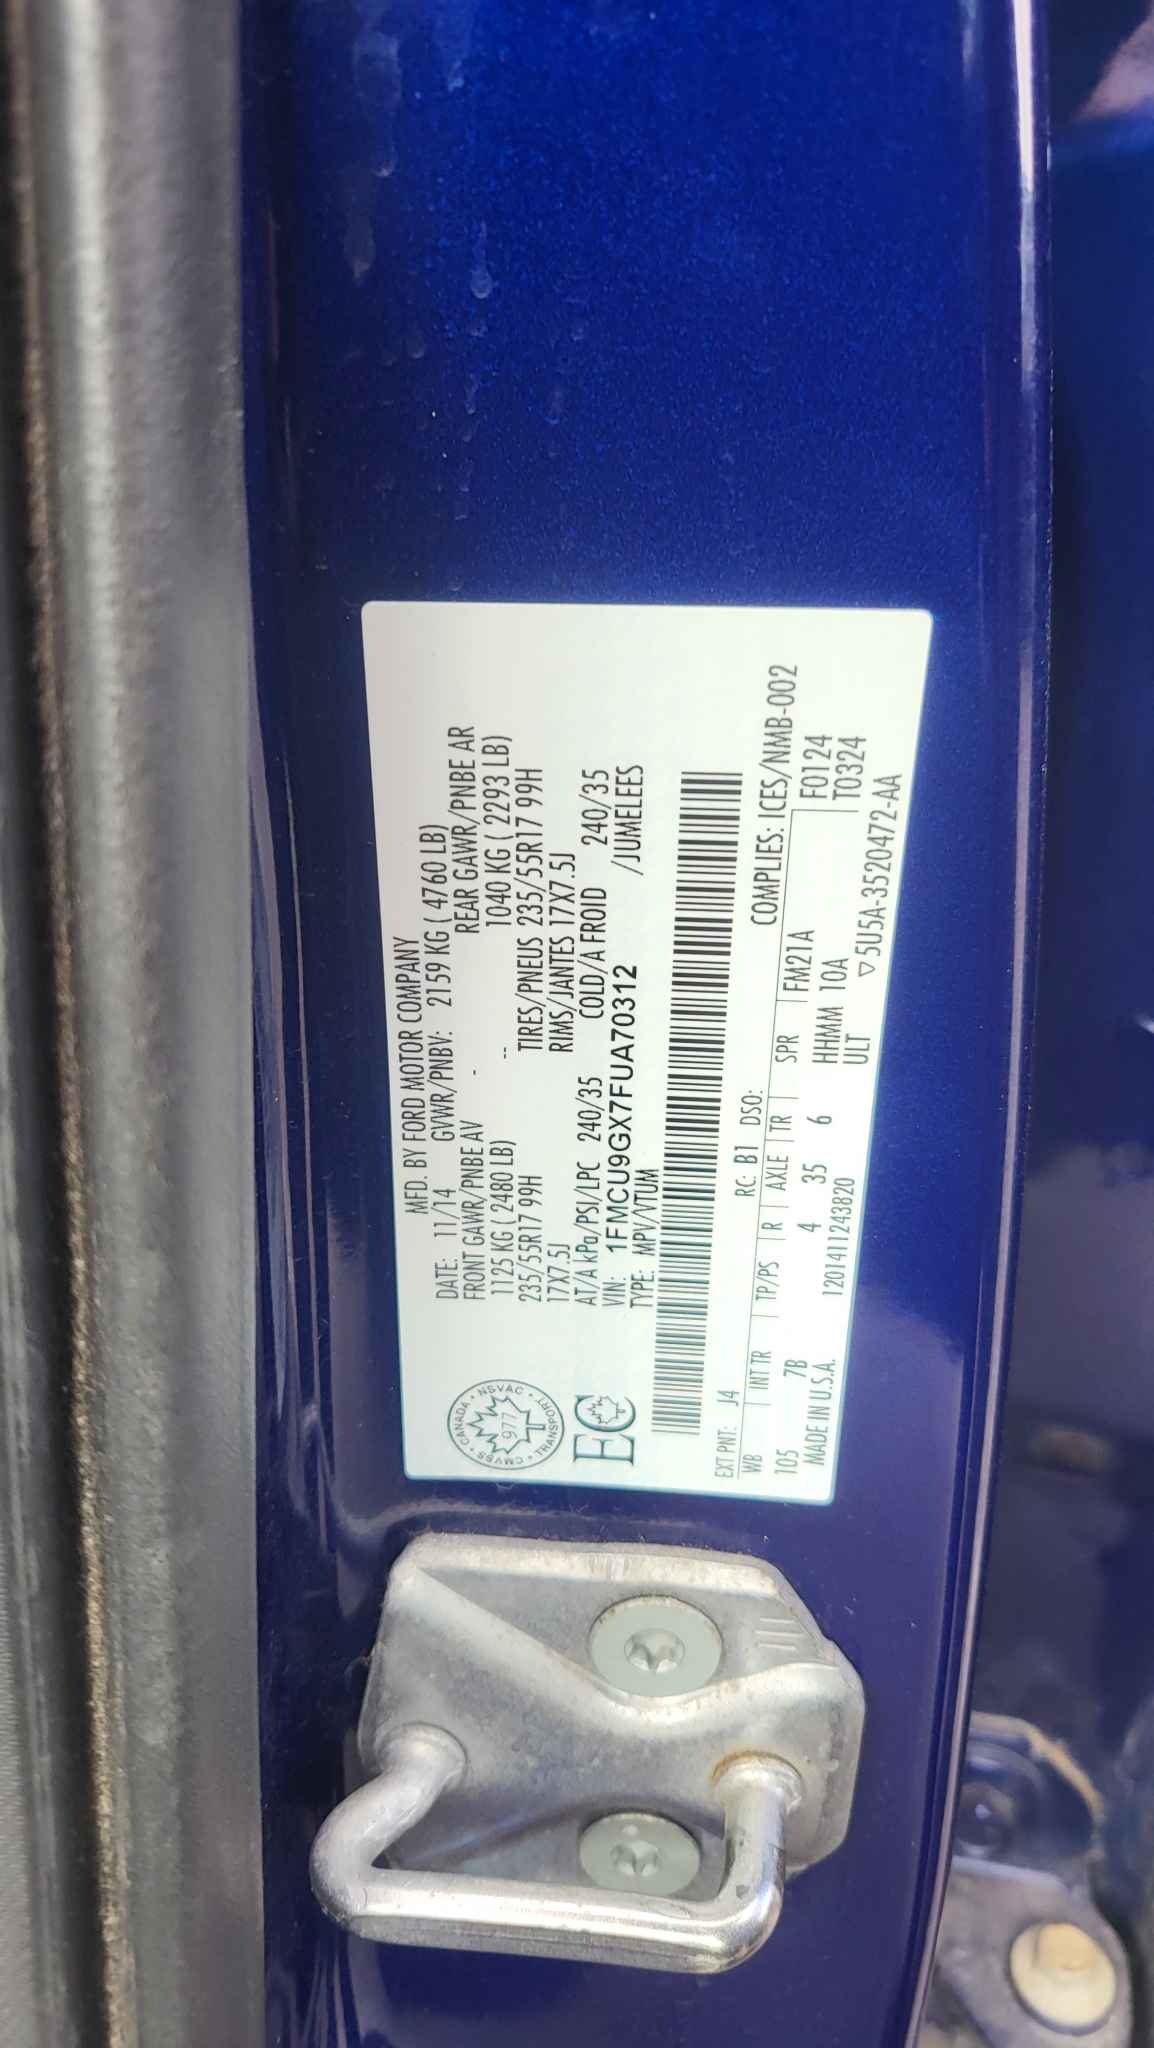 MFD. BY FORD MOTOR COMPANY
DATE: 11/14 GVWR/PNBV: 2159 KG ( 4760 LB)
FRONT GAWR/PNBE AV - REAR GAWR/PNBE AR
1125 KG ( 2480 LB) -- 1040 KG ( 2293 LB)
235/55R17 99H TIRES/PNEUS 235/55R17 99H
17X7.5J RIMS/JANTES 17X7.5J
AT/A kPa/PSI/LPC 240/35 COLD/A FROID 240/35
VIN: 1FMCU9GX7FUA70312 /JUMELEES
TYPE: MPV/VTUM
CANADA • NSVAC • TRANSPORT • CMVSS •
977
EC
COMPLIES: ICES/NMB-002
EXT PNT: J4 RC: B1 DSO:
WB INT TR TP/PS R AXLE TR SPR FM21A F0124
105 7B 4 35 6 HHMM 10A T0324
ULT
MADE IN U.S.A. 1201411243820 ▽5U5A-3520472-AA